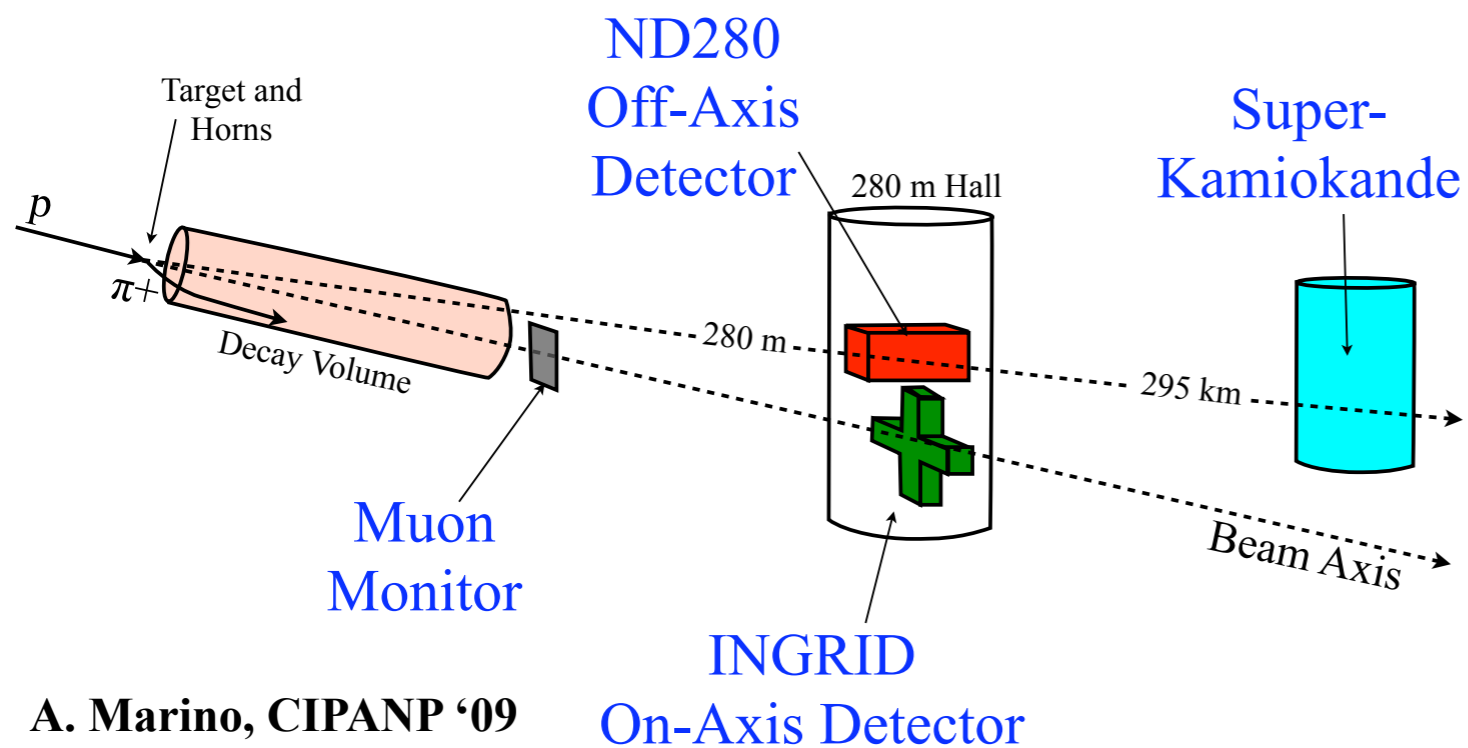 ND280
Off-Axis
Detector
Target and
Horns
Super-
Kamiokande
280 m Hall
p
π+
Decay Volume
280 m
295 km
Muon
Monitor
Beam Axis
INGRID
On-Axis Detector
A. Marino, CIPANP ‘09